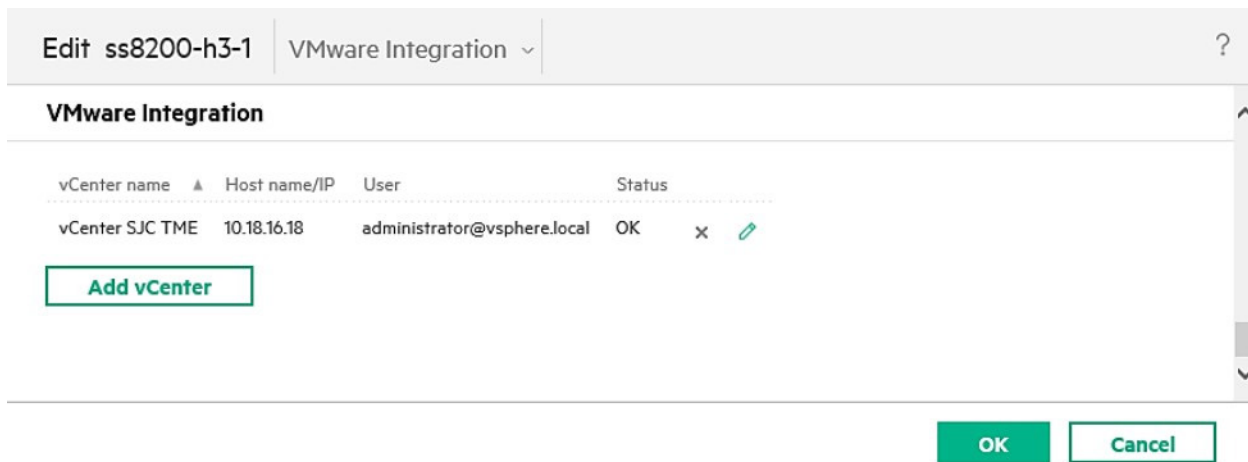 Edit ss8200-h3-1 VMware Integration ?
VMware Integration
vCenter name Host name/IP User Status
vCenter SJC TME 10.18.16.18 administrator@vsphere.local OK
Add vCenter
OK Cancel